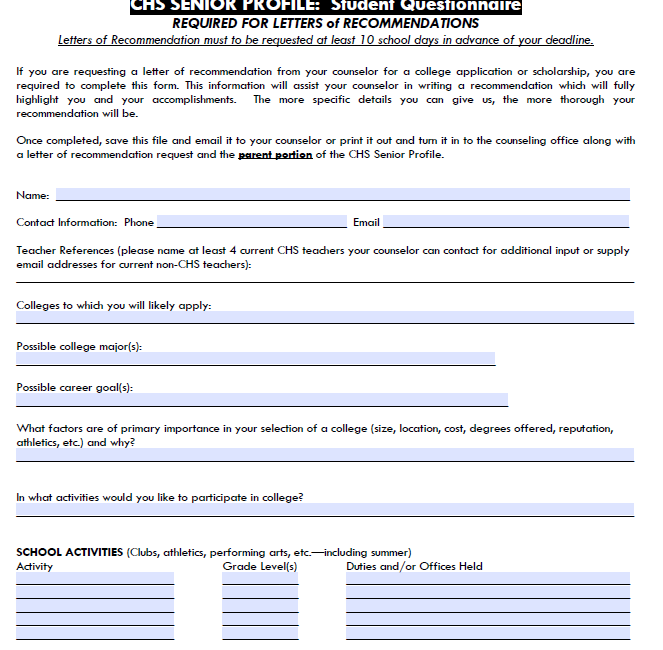 CHS SENIOR PROFILE: Student Questionnaire
REQUIRED FOR LETTERS of RECOMMENDATIONS
Letters of Recommendation must to be requested at least 10 school days in advance of your deadline.
If you are requesting a letter of recommendation from your counselor for a college application or scholarship, you are
required to complete this form. This information will assist your counselor in writing a recommendation which will fully
highlight you and your accomplishments. The more specific details you can give us, the more thorough your
recommendation will be.
Once completed, save this file and email it to your counselor or print it out and turn it in to the counseling office along with
a letter of recommendation request and the parent portion of the CHS Senior Profile.
Name:
Contact Information: Phone Email
Teacher References (please name at least 4 current CHS teachers your counselor can contact for additional input or supply
email addresses for current non-CHS teachers):
Colleges to which you will likely apply:
Possible college major(s):
Possible career goal(s):
What factors are of primary importance in your selection of a college (size, location, cost, degrees offered, reputation,
athletics, etc.) and why?
In what activities would you like to participate in college?
SCHOOL ACTIVITIES (Clubs, athletics, performing arts, etc.—including summer)
Activity Grade Level(s) Duties and/or Offices Held